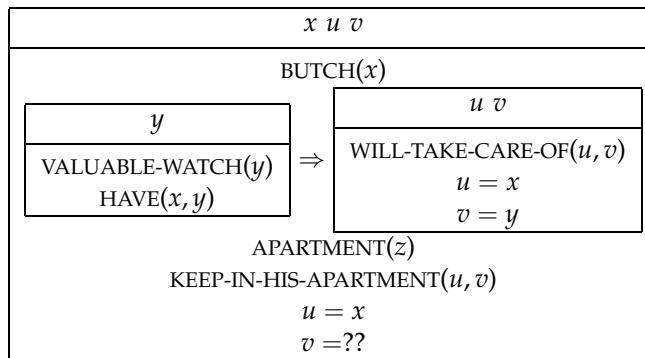 x u v
BUTCH(x)
y
VALUABLE-WATCH(y)
HAVE(x, y)
⇒
u v
WILL-TAKE-CARE-OF(u, v)
u = x
v = y
APARTMENT(z)
KEEP-IN-HIS-APARTMENT(u, v)
u = x
v =??